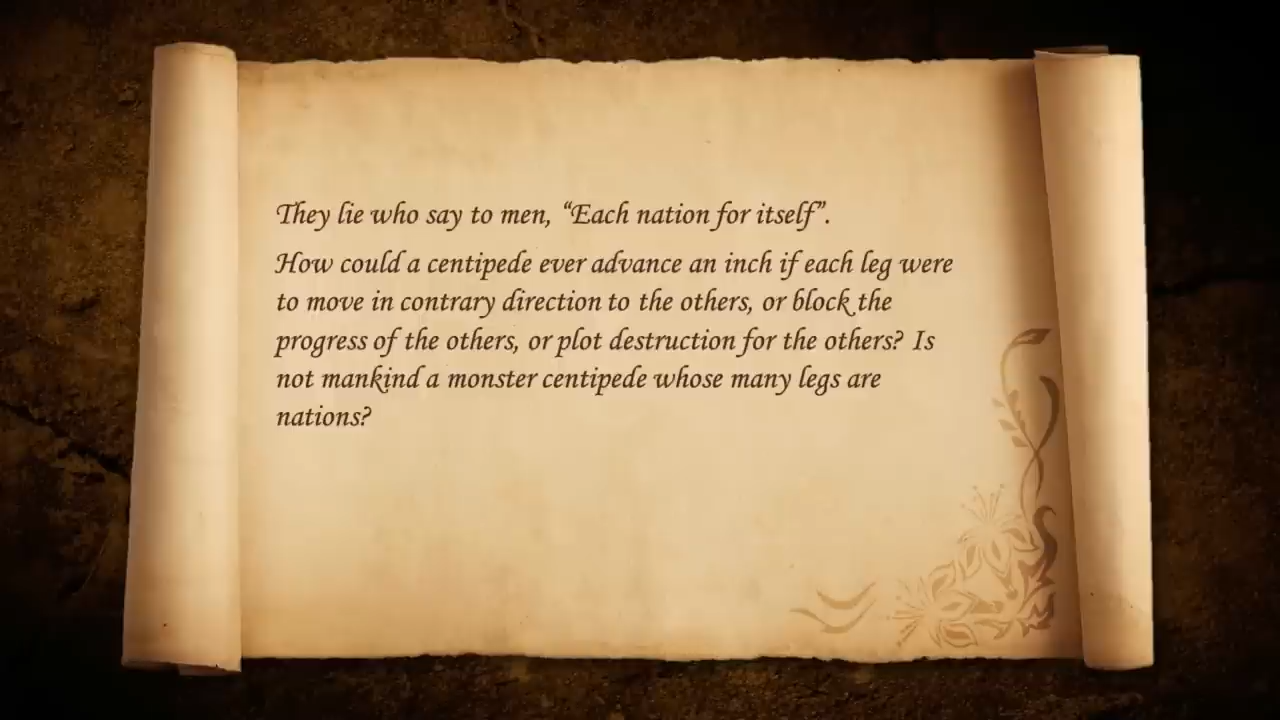 They lie who say to men, “Each nation for itself”.
How could a centipede ever advance an inch if each leg were
to move in contrary direction to the others, or block the
progress of the others, or plot destruction for the others? Is
not mankind a monster centipede whose many legs are
nations?